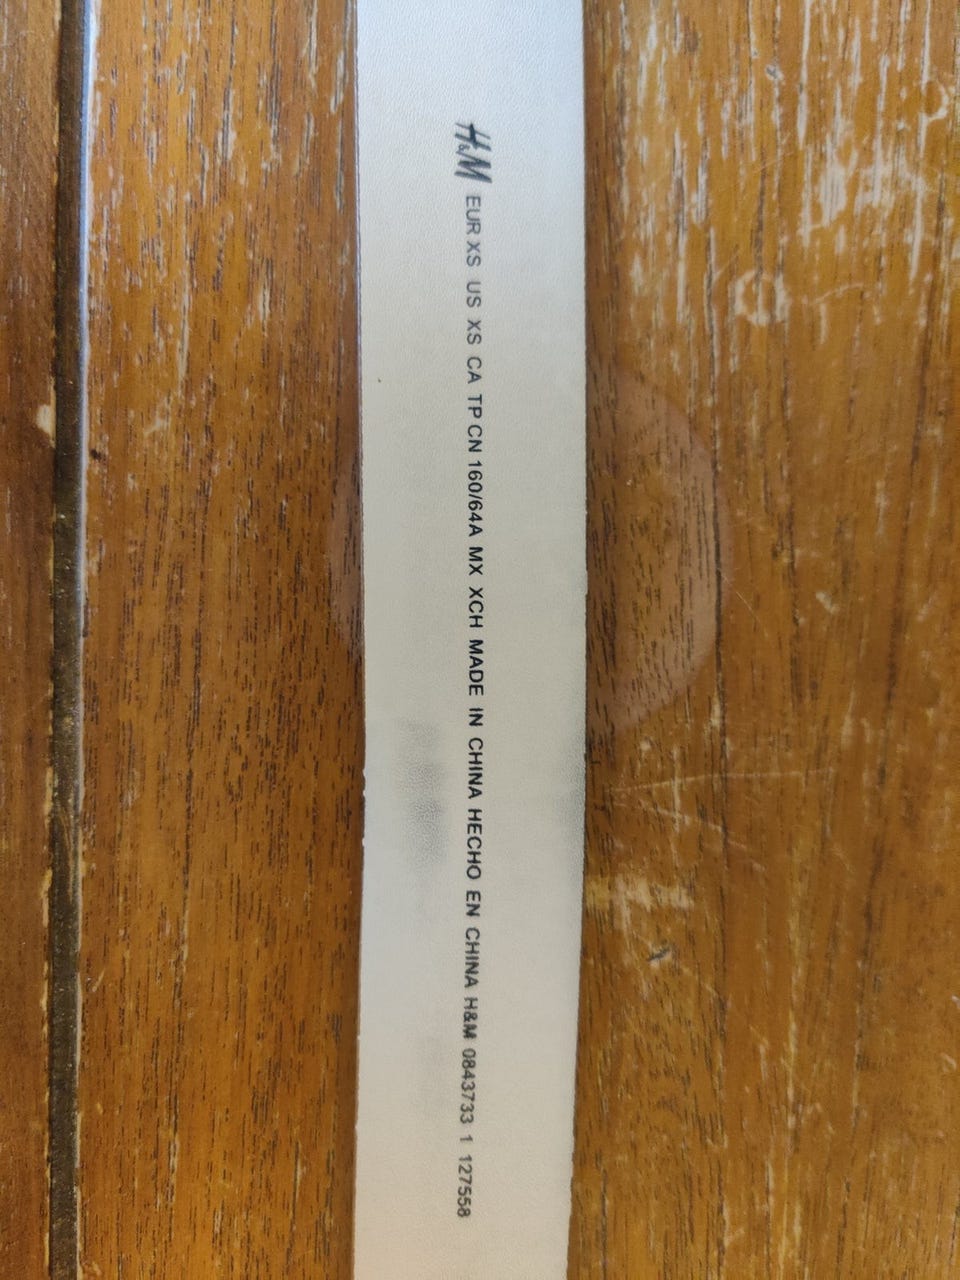 H&M EUR XS US XS CA TP CN 160/64A MX XCH MADE IN CHINA HECHO EN CHINA H&M 0843733 1 127558